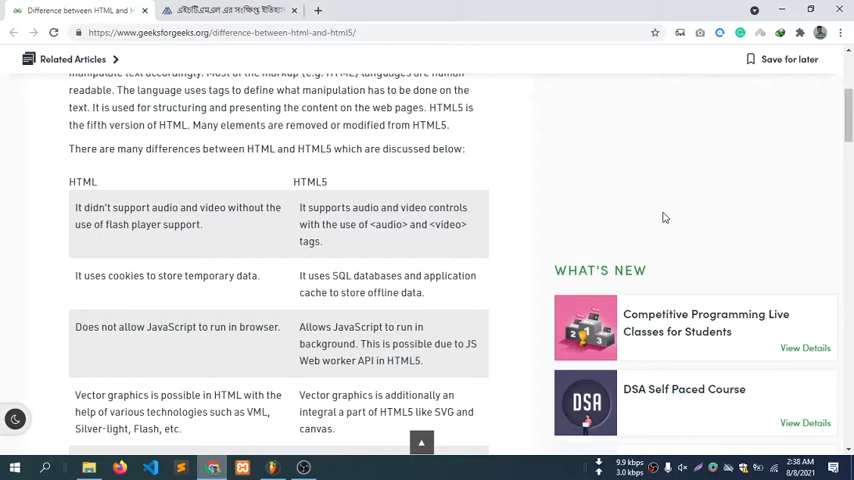 Difference between HTML and H
এইচটিএমএল এর সংক্ষিপ্ত ইতিহাস
https://www.geeksforgeeks.org/difference-between-html-and-html5/
Related Articles
Save for later
manipulate text accordingly. Most of the markup (e.g. HTML) languages are human
readable. The language uses tags to define what manipulation has to be done on the
text. It is used for structuring and presenting the content on the web pages. HTML5 is
the fifth version of HTML. Many elements are removed or modified from HTML5.
There are many differences between HTML and HTML5 which are discussed below:
HTML HTML5
It didn't support audio and video without the
use of flash player support.
It supports audio and video controls
with the use of <audio> and <video>
tags.
It uses cookies to store temporary data.
It uses SQL databases and application
cache to store offline data.
Does not allow JavaScript to run in browser.
Allows JavaScript to run in
background. This is possible due to JS
Web worker API in HTML5.
Vector graphics is possible in HTML with the
help of various technologies such as VML,
Silver-light, Flash, etc.
Vector graphics is additionally an
integral a part of HTML5 like SVG and
canvas.
WHAT'S NEW
Competitive Programming Live
Classes for Students
View Details
DSA
DSA Self Paced Course
View Details
9.9 kbps
3.0 kbps
2:38 AM
8/8/2021